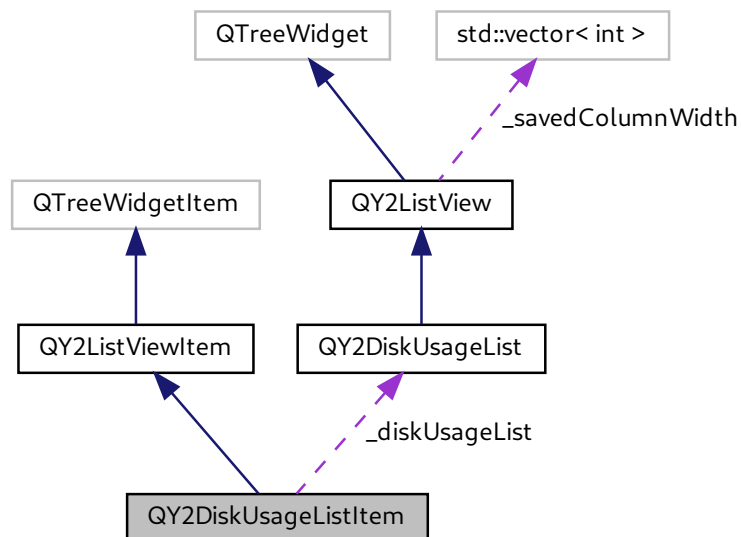 QTreeWidget
std::vector< int >
_savedColumnWidth
QTreeWidgetItem
QY2ListView
QY2ListViewItem
QY2DiskUsageList
_diskUsageList
QY2DiskUsageListItem